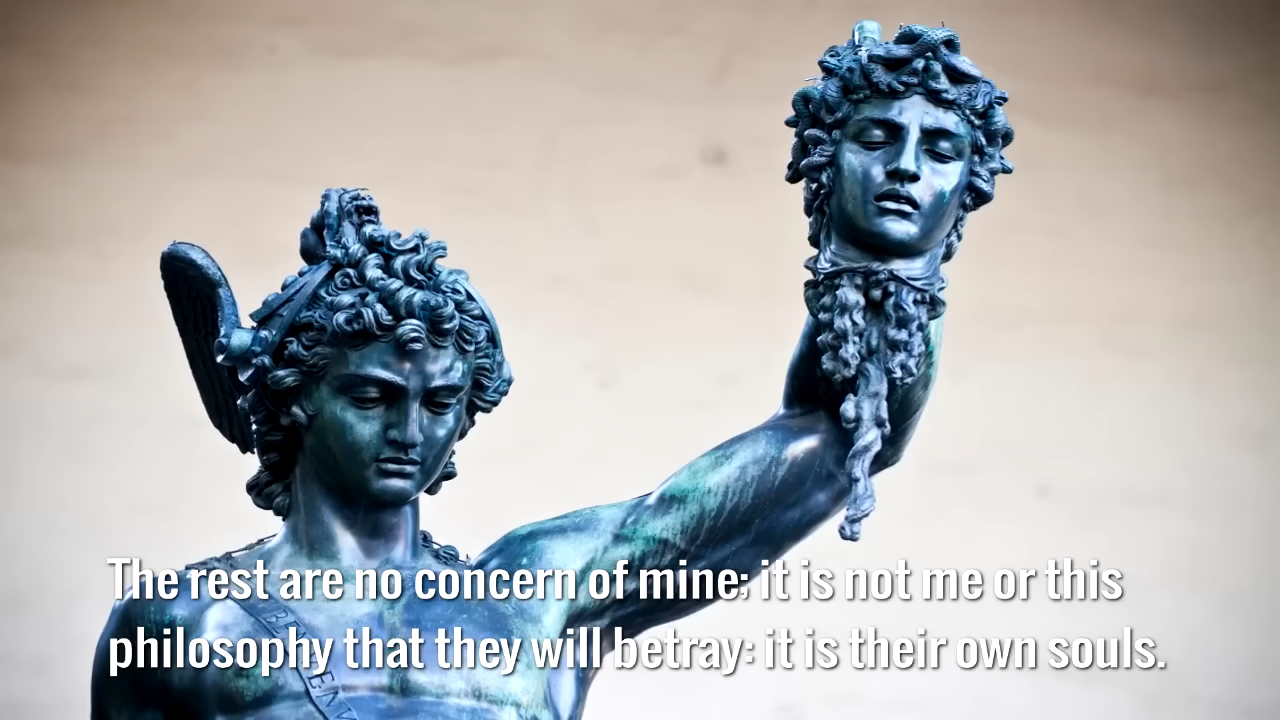 The rest are no concern of mine; it is not me or this
philosophy that they will betray: it is their own souls.